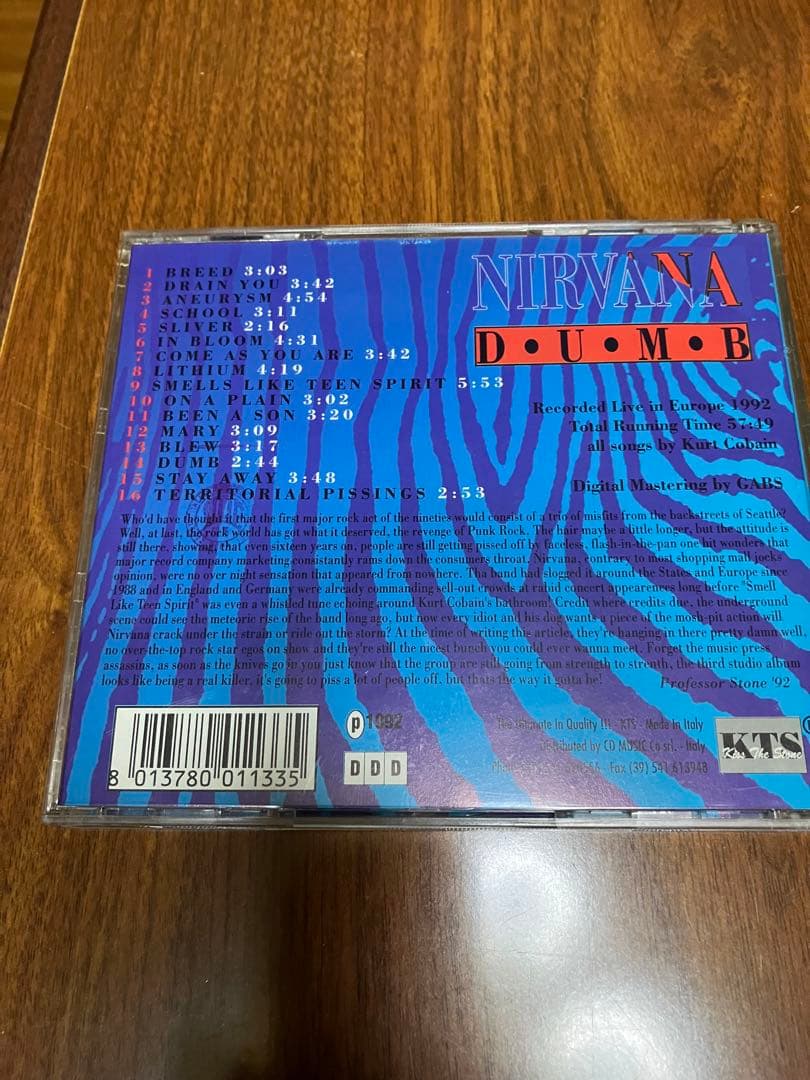 NIRVANA
D•U•M•B
1 BREED 3:03
2 DRAIN YOU 3:42
3 ANEURYSM 4:54
4 SCHOOL 3:11
5 SLIVER 2:16
6 IN BLOOM 4:31
7 COME AS YOU ARE 3:42
8 LITHIUM 4:19
9 SMELLS LIKE TEEN SPIRIT 5:53
10 ON A PLAIN 3:02
11 BEEN A SON 3:20
12 MARY 3:09
13 BLEW 3:17
14 DUMB 2:44
15 STAY AWAY 3:48
16 TERRITORIAL PISSINGS 2:53
Recorded Live in Europe 1992
Total Running Time 57:49
all songs by Kurt Cobain
Digital Mastering by GABS
Who'd have thought it that the first major rock act of the nineties would consist of a trio of misfits from the backstreets of Seattle?
Well, at last, the rock world has got what it deserved, the revenge of Punk Rock. The hair maybe a little longer, but the attitude is
still there, showing, that even sixteen years on, people are still getting pissed off by faceless, flash-in-the-pan one hit wonders that
major record company marketing consistantly rams down the consumers throat. Nirvana, contrary to most shopping mall jocks'
opinion, were no over night sensation that appeared from nowhere. Tha band had slogged it around the States and Europe since
1988 and in England and Germany were already commanding sell-out crowds at rabid concert appearences long before "Smell
Like Teen Spirit" was even a whistled tune echoing around Kurt Cobain's bathroom! Credit where credits due, the underground
scene could see the meteoric rise of the band long ago, but now every idiot and his dog wants a piece of the mosh-pit action will
Nirvana crack under the strain or ride out the storm? At the time of writing this article, they're hanging in there pretty damn well,
no over-the-top rock star egos on show and they're still the nicest bunch you could ever wanna meet. Forget the music press
assassins, as soon as the knives go in you just know that the group are still going from strength to strenth, the third studio album
looks like being a real killer, it's going to piss a lot of people off, but thats the way it gotta be!
Professor Stone '92
8 013780 011335
℗ 1992
DDD
The Ultimate In Quality !!! - KTS - Made in Italy
Distributed by CD MUSIC Co srl. - Italy
Fax (39) 541 613948
KTS
Kiss The Stone
®